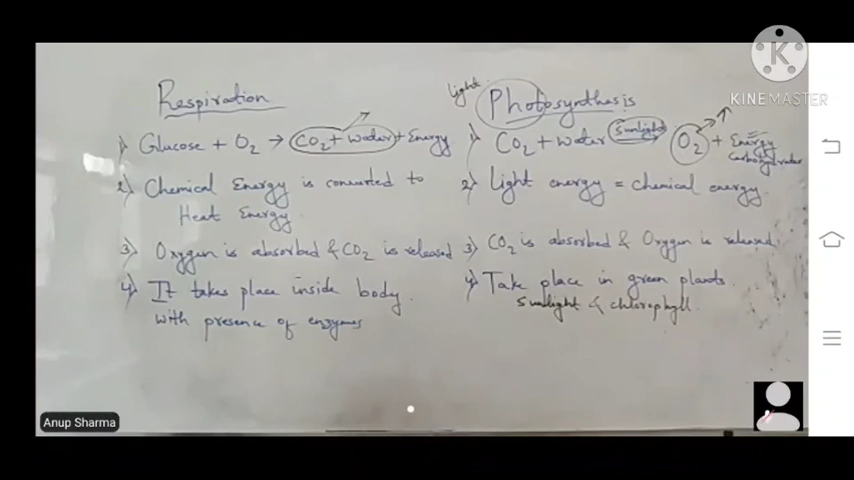 KINEMASTER
Respiration
1) Glucose + O2 → CO2 + water + Energy
2) Chemical Energy is converted to
Heat Energy
3) Oxygen is absorbed & CO2 is released
4) It takes place inside body
with presence of enzymes
light
Photosynthesis
1) CO2 + water sunlight O2 + Energy
Carbohydrates
2) Light energy = chemical energy
3) CO2 is absorbed & Oxygen is released
4) Take place in green plants
sunlight & chlorophyll
Anup Sharma